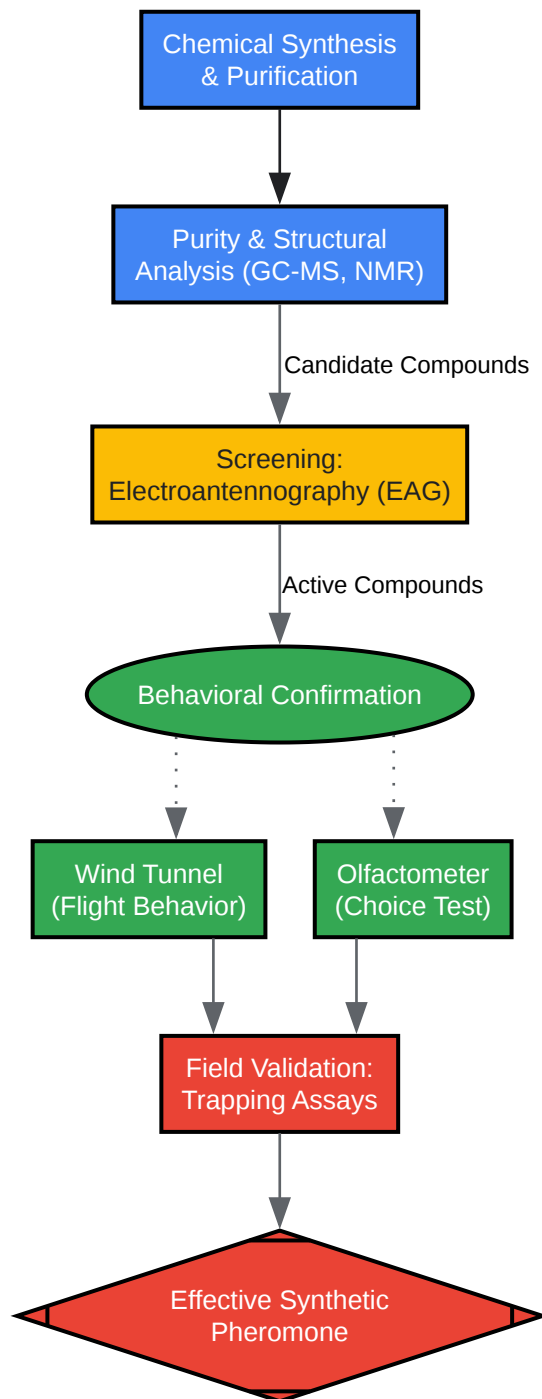 Chemical Synthesis
& Purification
Purity & Structural
Analysis (GC-MS, NMR)
Candidate Compounds
Screening:
Electroantennography (EAG)
Active Compounds
Behavioral Confirmation
Wind Tunnel
(Flight Behavior)
Olfactometer
(Choice Test)
Field Validation:
Trapping Assays
Effective Synthetic
Pheromone